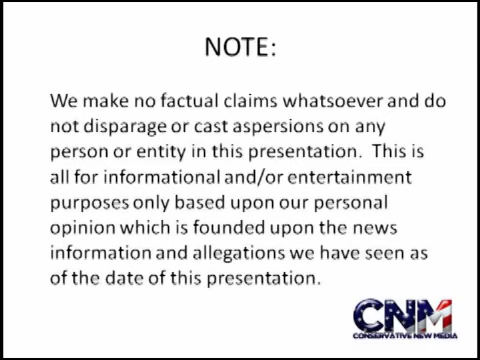 NOTE:
We make no factual claims whatsoever and do
not disparage or cast aspersions on any
person or entity in this presentation.  This is
all for informational and/or entertainment
purposes only based upon our personal
opinion which is founded upon the news
information and allegations we have seen as
of the date of this presentation.
CNM
CONSERVATIVE NEW MEDIA